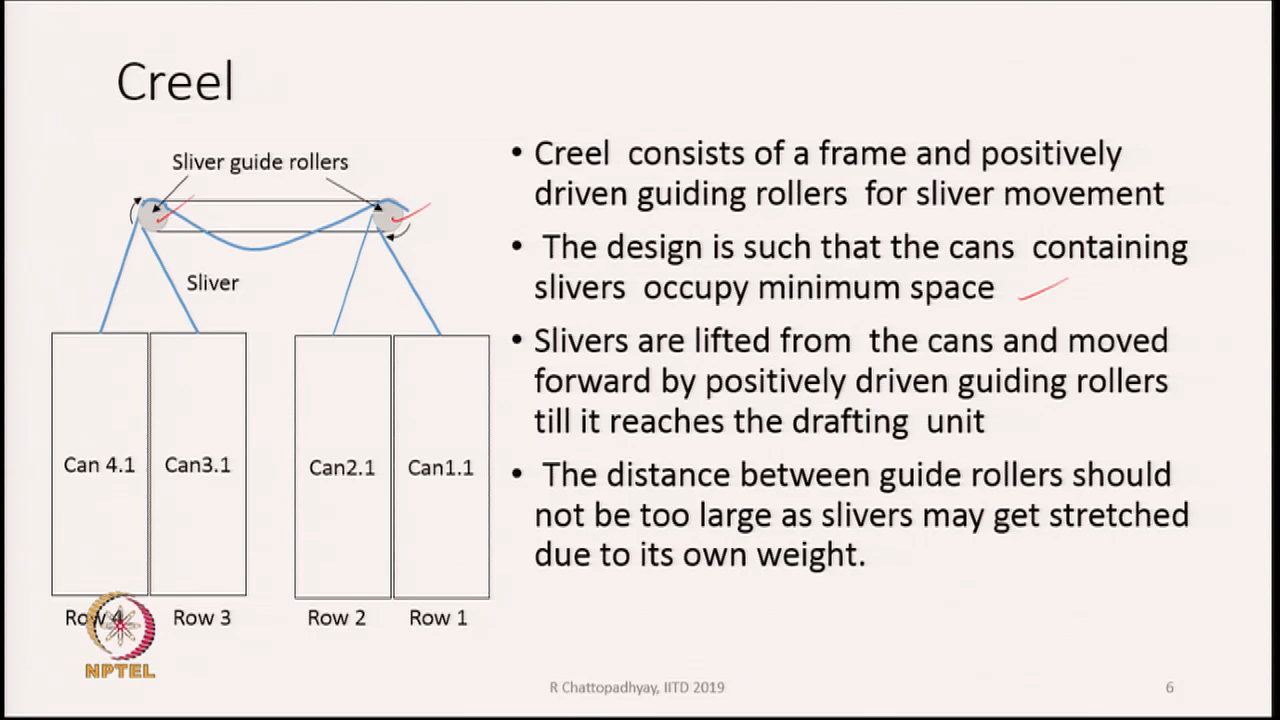 Creel
Sliver guide rollers
Sliver
Can 4.1
Can3.1
Can2.1
Can1.1
Row 4
Row 3
Row 2
Row 1
• Creel consists of a frame and positively
driven guiding rollers for sliver movement
• The design is such that the cans containing
slivers occupy minimum space
• Slivers are lifted from the cans and moved
forward by positively driven guiding rollers
till it reaches the drafting unit
• The distance between guide rollers should
not be too large as slivers may get stretched
due to its own weight.
NPTEL
R Chattopadhyay, IITD 2019
6